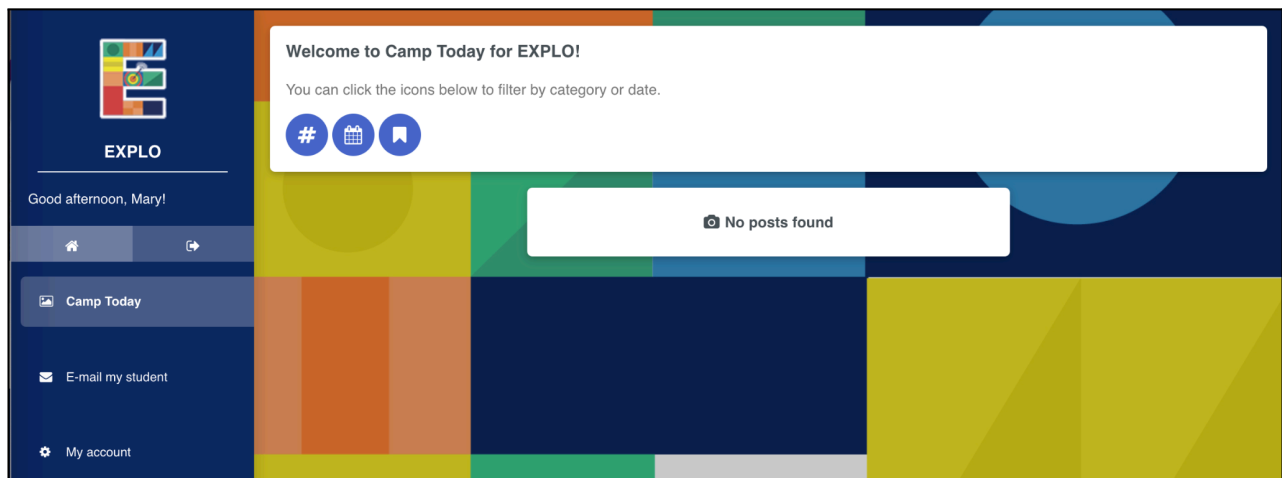 EXPLO
Good afternoon, Mary!
Camp Today
E-mail my student
My account
Welcome to Camp Today for EXPLO!
You can click the icons below to filter by category or date.
#
No posts found